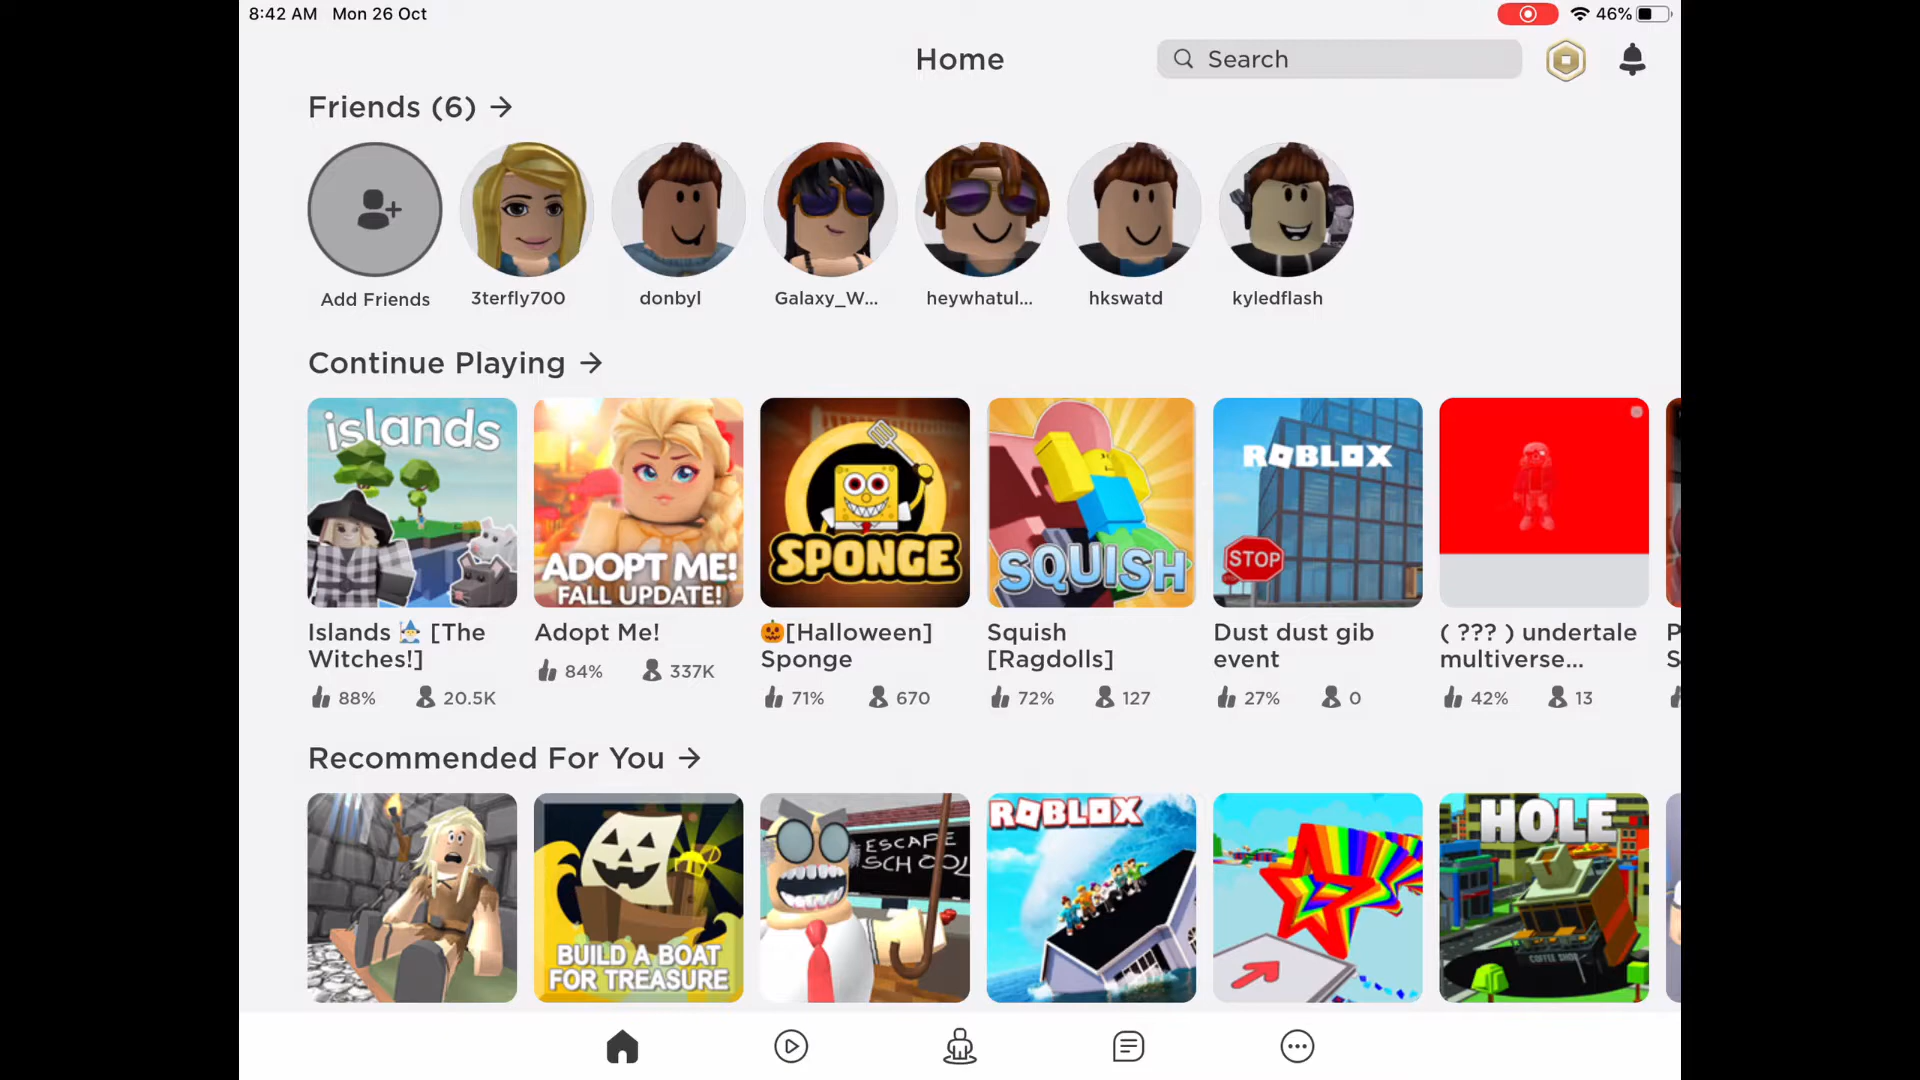 8:42 AM Mon 26 Oct
46%
Home
Search
Friends (6) →
Add Friends
3terfly700
donbyl
Galaxy_W...
heywhatul...
hkswatd
kyledflash
Continue Playing →
islands
ADOPT ME!
FALL UPDATE!
SPONGE
SQUISH
ROBLOX
STOP
Islands 🧙 [The
Witches!]
88% 20.5K
Adopt Me!
84% 337K
🎃[Halloween]
Sponge
71% 670
Squish
[Ragdolls]
72% 127
Dust dust gib
event
27% 0
( ??? ) undertale
multiverse...
42% 13
Recommended For You →
BUILD A BOAT
FOR TREASURE
ESCAPE
SCHOOL
ROBLOX
HOLE
COFFEE SHOP